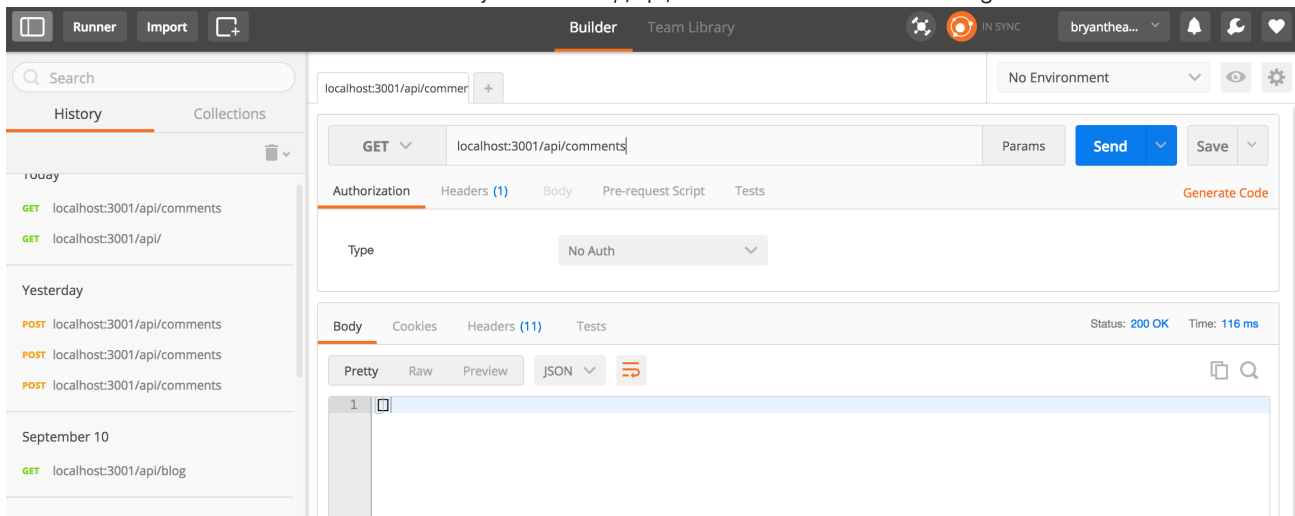 Runner Import Builder Team Library IN SYNC bryanthea...
Search
History Collections
Today
GET localhost:3001/api/comments
GET localhost:3001/api/
Yesterday
POST localhost:3001/api/comments
POST localhost:3001/api/comments
POST localhost:3001/api/comments
September 10
GET localhost:3001/api/blog
localhost:3001/api/commer + No Environment
GET localhost:3001/api/comments Params Send Save
Authorization Headers (1) Body Pre-request Script Tests Generate Code
Type No Auth
Body Cookies Headers (11) Tests Status: 200 OK Time: 116 ms
Pretty Raw Preview JSON
1 []